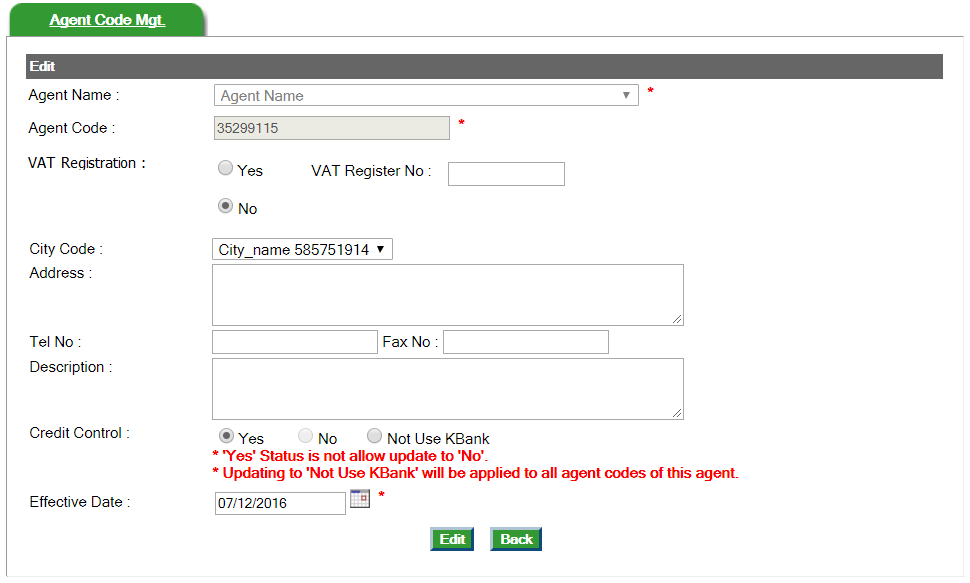 Agent Code Mgt.
Edit
Agent Name : Agent Name *
Agent Code : 35299115 *
VAT Registration : Yes VAT Register No :
No
City Code : City_name 585751914
Address :
Tel No : Fax No :
Description :
Credit Control : Yes No Not Use KBank
* 'Yes' Status is not allow update to 'No'.
* Updating to 'Not Use KBank' will be applied to all agent codes of this agent.
Effective Date : 07/12/2016 *
Edit Back